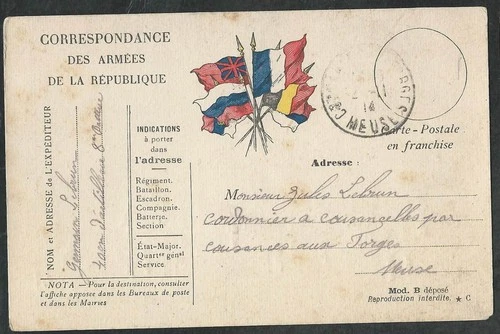 CORRESPONDANCE
DES ARMÉES
DE LA RÉPUBLIQUE
NOM et ADRESSE de L'EXPÉDITEUR
Germain Lebrun
8e
INDICATIONS
à porter
dans
l'adresse
Régiment.
Bataillon.
Escadron.
Compagnie.
Batterie.
Section
État-Major.
Quartier génal
Service
NOTA — Pour la destination, consulter
l'affiche apposée dans les Bureaux de poste
et dans les Mairies
14
MEUSE
Carte-Postale
en franchise
Adresse :
Monsieur Jules Lebrun
cordonnier a cousancelles par
cousances aux Forges
Meuse
Mod. B déposé
Reproduction interdite. ★ C